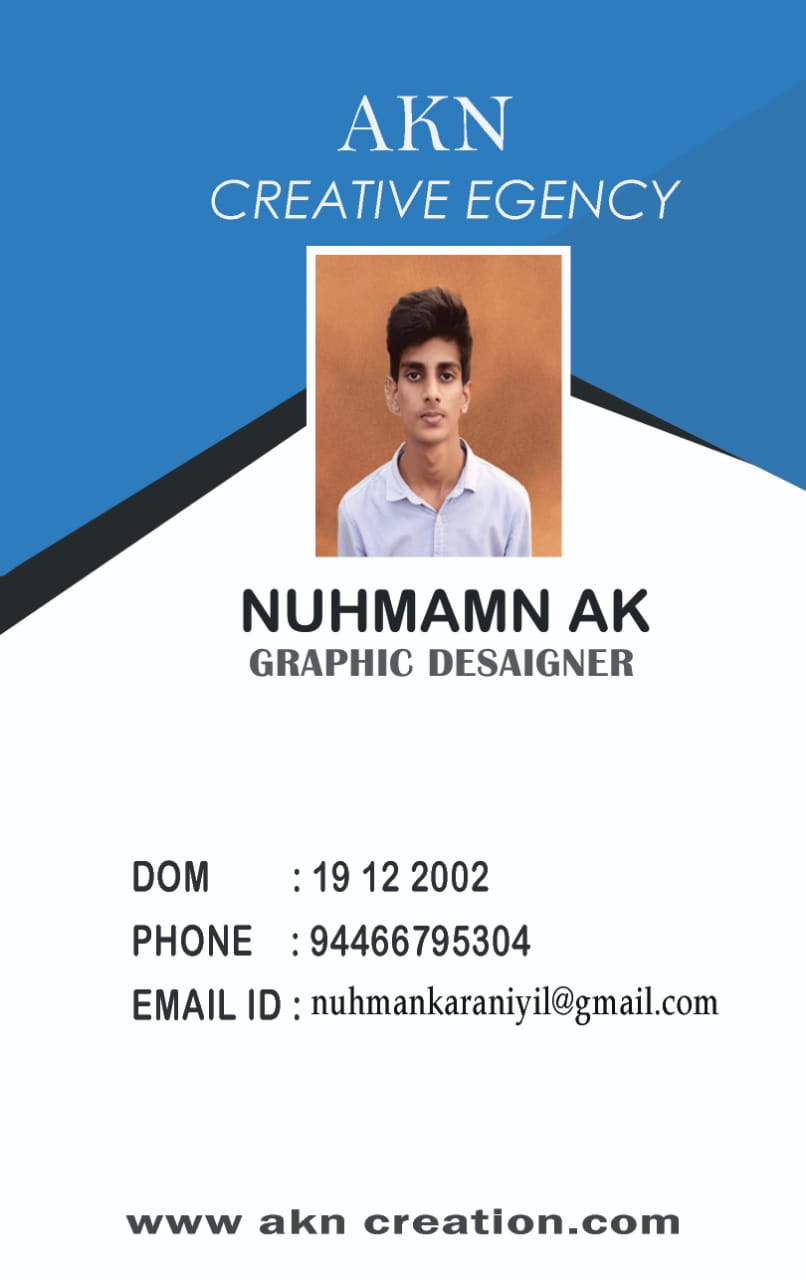 AKN
CREATIVE EGENCY
NUHMAMN AK
GRAPHIC DESAIGNER
DOM : 19 12 2002
PHONE : 94466795304
EMAIL ID : nuhmankaraniyil@gmail.com
www akn creation.com